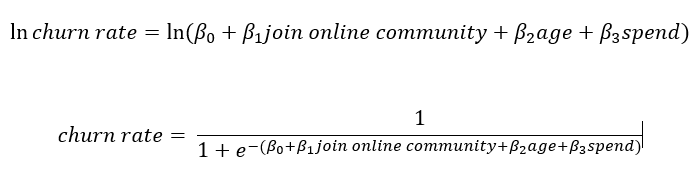 ln churn rate = ln(β₀ + β₁join online community + β₂age + β₃spend)
churn rate = 1 / 1 + e^−(β₀+β₁join online community+β₂age+β₃spend)